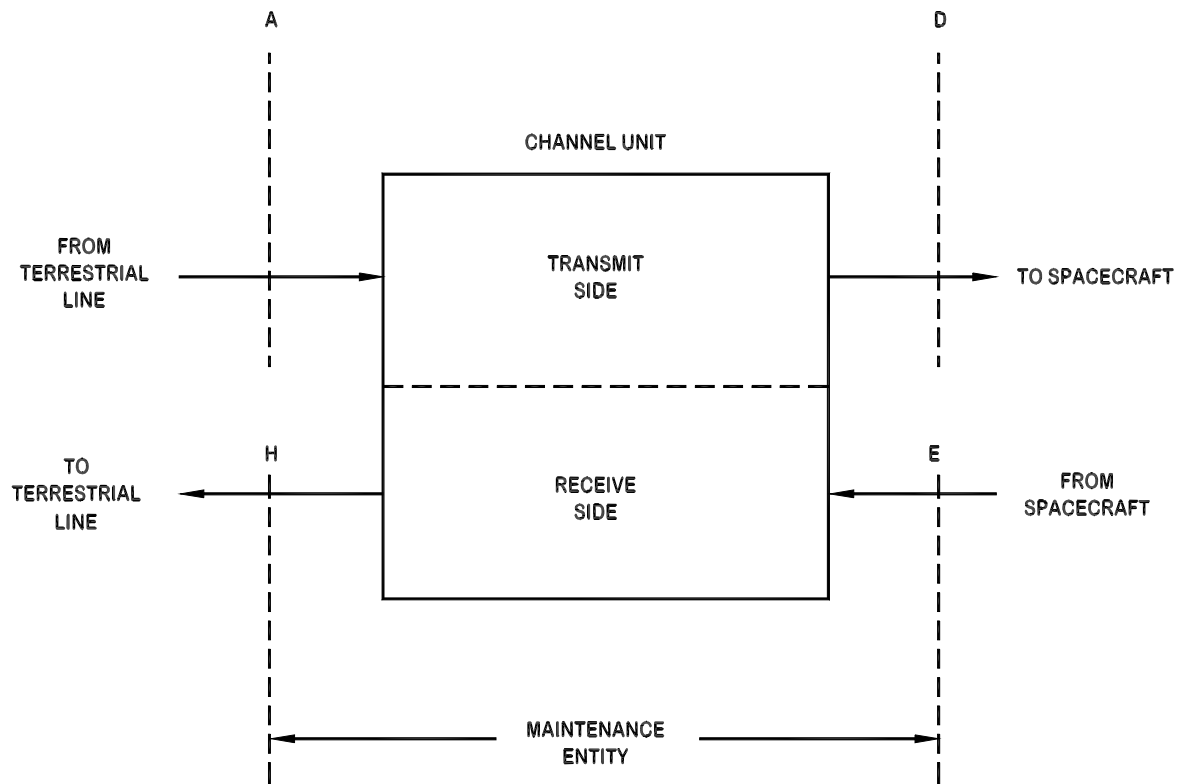 A
D
CHANNEL UNIT
FROM
TERRESTRIAL
LINE
TRANSMIT
SIDE
TO SPACECRAFT
H
E
TO
TERRESTRIAL
LINE
RECEIVE
SIDE
FROM
SPACECRAFT
MAINTENANCE
ENTITY